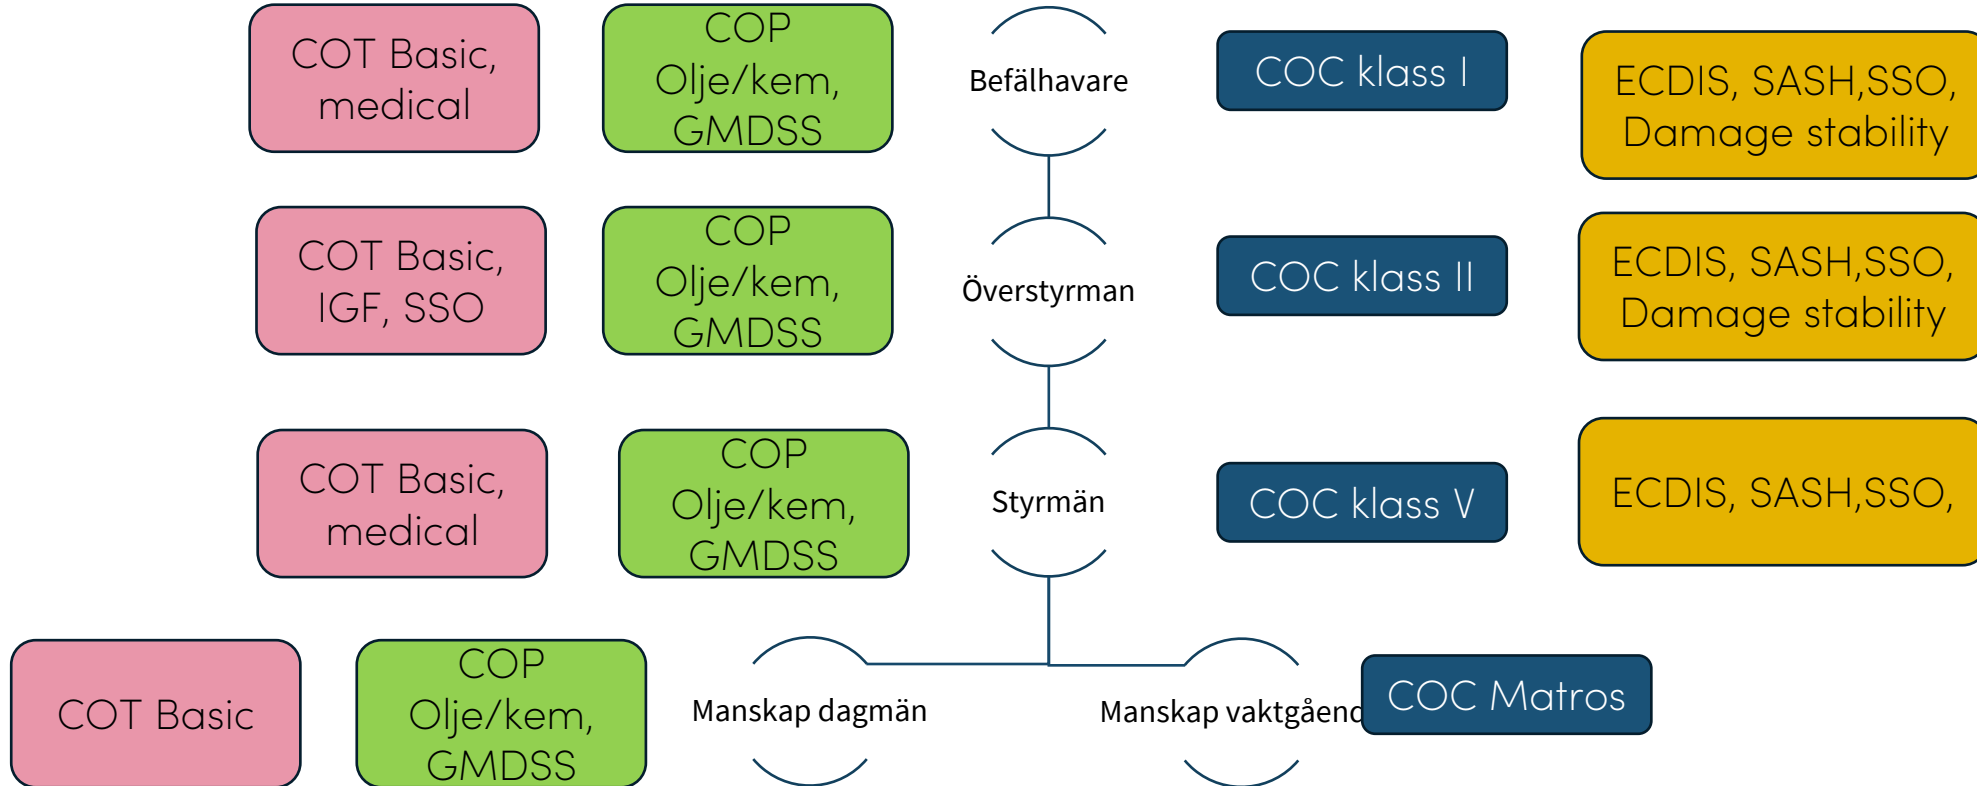 COT Basic,
medical
COP
Olje/kem,
GMDSS
Befälhavare
COC klass I
ECDIS, SASH,SSO,
Damage stability
COT Basic,
IGF, SSO
COP
Olje/kem,
GMDSS
Överstyrman
COC klass II
ECDIS, SASH,SSO,
Damage stability
COT Basic,
medical
COP
Olje/kem,
GMDSS
Styrmän
COC klass V
ECDIS, SASH,SSO,
COT Basic
COP
Olje/kem,
GMDSS
Manskap dagmän
Manskap vaktgåend
COC Matros